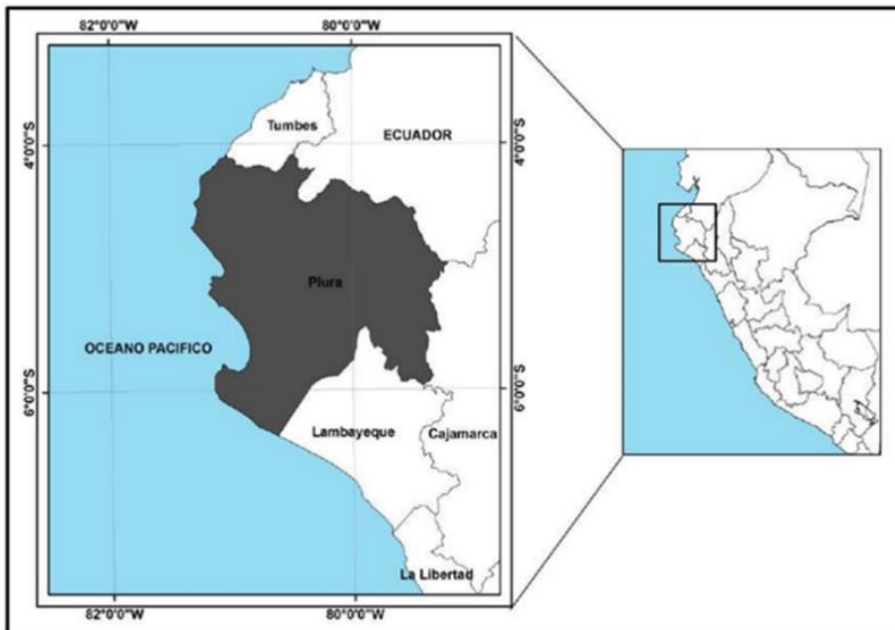 82°0'0"W 80°0'0"W
Tumbes
ECUADOR
4°0'0"S 4°0'0"S
Piura
OCEANO PACIFICO
6°0'0"S 6°0'0"S
Lambayeque
Cajamarca
La Libertad
82°0'0"W 80°0'0"W